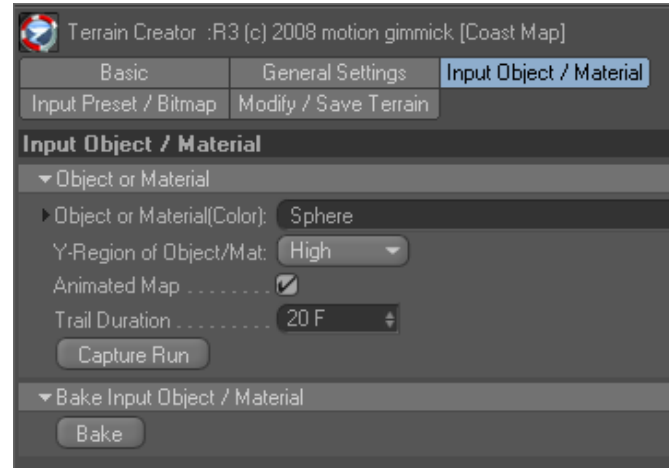 Terrain Creator :R3 (c) 2008 motion gimmick [Coast Map]
Basic General Settings Input Object / Material
Input Preset / Bitmap Modify / Save Terrain
Input Object / Material
Object or Material
Object or Material(Color): Sphere
Y-Region of Object/Mat: High
Animated Map . . . . . . . .
Trail Duration . . . . . . . . . 20 F
Capture Run
Bake Input Object / Material
Bake